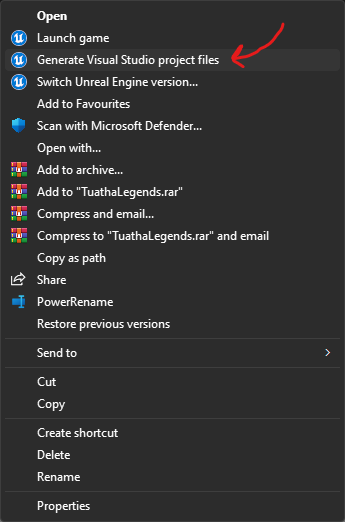 Open
Launch game
Generate Visual Studio project files
Switch Unreal Engine version...
Add to Favourites
Scan with Microsoft Defender...
Open with...
Add to archive...
Add to "TuathaLegends.rar"
Compress and email...
Compress to "TuathaLegends.rar" and email
Copy as path
Share
PowerRename
Restore previous versions
Send to
Cut
Copy
Create shortcut
Delete
Rename
Properties